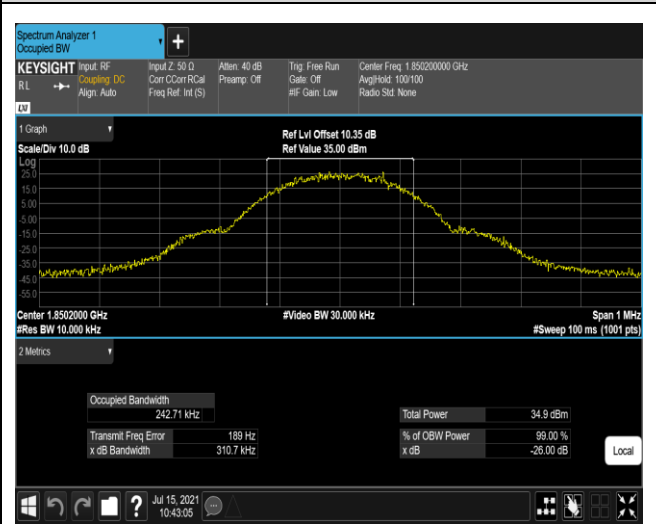 Spectrum Analyzer 1
Occupied BW
KEYSIGHT
R L
LXI
Input: RF
Coupling: DC
Align: Auto
Input Z: 50 Ω
Corr CCorr RCal
Freq Ref: Int (S)
Atten: 40 dB
Preamp: Off
Trig: Free Run
Gate: Off
#IF Gain: Low
Center Freq: 1.850200000 GHz
Avg|Hold: 100/100
Radio Std: None
1 Graph
Scale/Div 10.0 dB
Ref Lvl Offset 10.35 dB
Ref Value 35.00 dBm
Log
25.0
15.0
5.00
-5.00
-15.0
-25.0
-35.0
-45.0
-55.0
Center 1.8502000 GHz
#Video BW 30.000 kHz
Span 1 MHz
#Res BW 10.000 kHz
#Sweep 100 ms (1001 pts)
2 Metrics
Occupied Bandwidth
242.71 kHz
Total Power 34.9 dBm
Transmit Freq Error 189 Hz
% of OBW Power 99.00 %
x dB Bandwidth 310.7 kHz
x dB -26.00 dB
Local
?
Jul 15, 2021
10:43:05